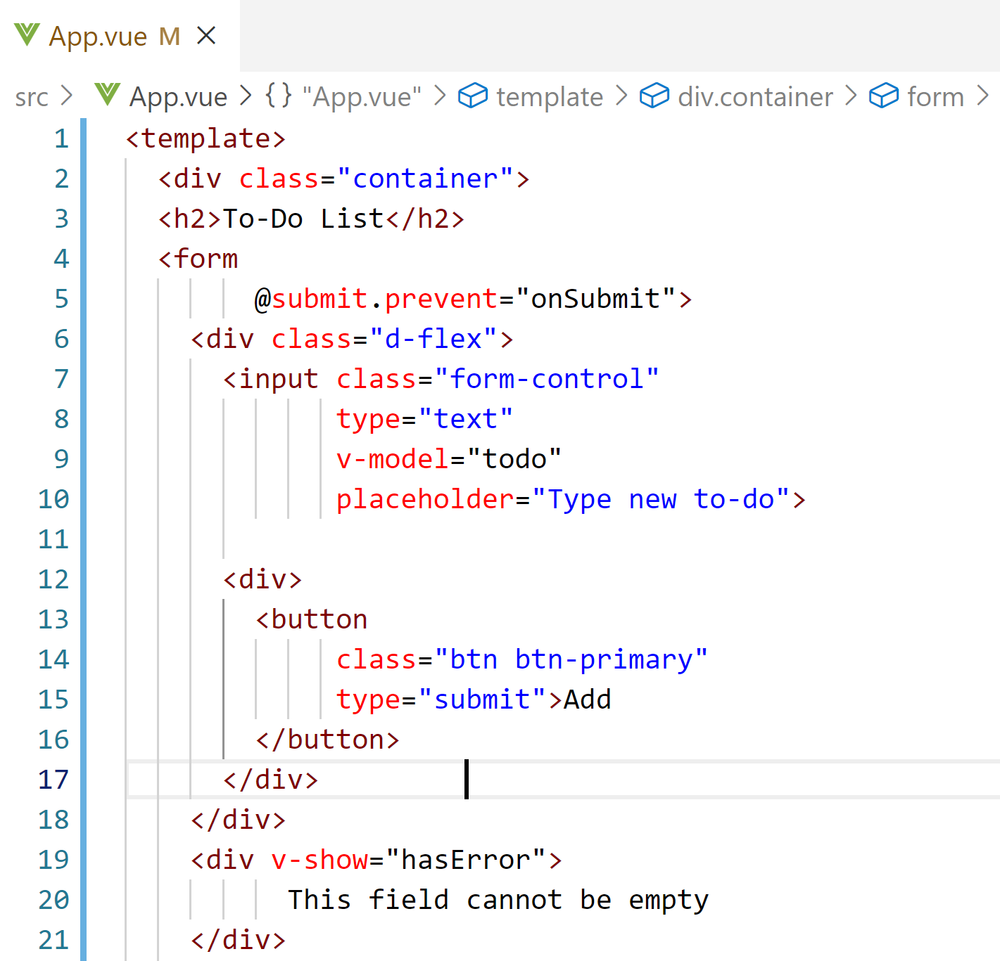 App.vue M
src > App.vue > {} "App.vue" > template > div.container > form >
1 <template>
2 <div class="container">
3 <h2>To-Do List</h2>
4 <form
5 @submit.prevent="onSubmit">
6 <div class="d-flex">
7 <input class="form-control"
8 type="text"
9 v-model="todo"
10 placeholder="Type new to-do">
11
12 <div>
13 <button
14 class="btn btn-primary"
15 type="submit">Add
16 </button>
17 </div>
18 </div>
19 <div v-show="hasError">
20 This field cannot be empty
21 </div>